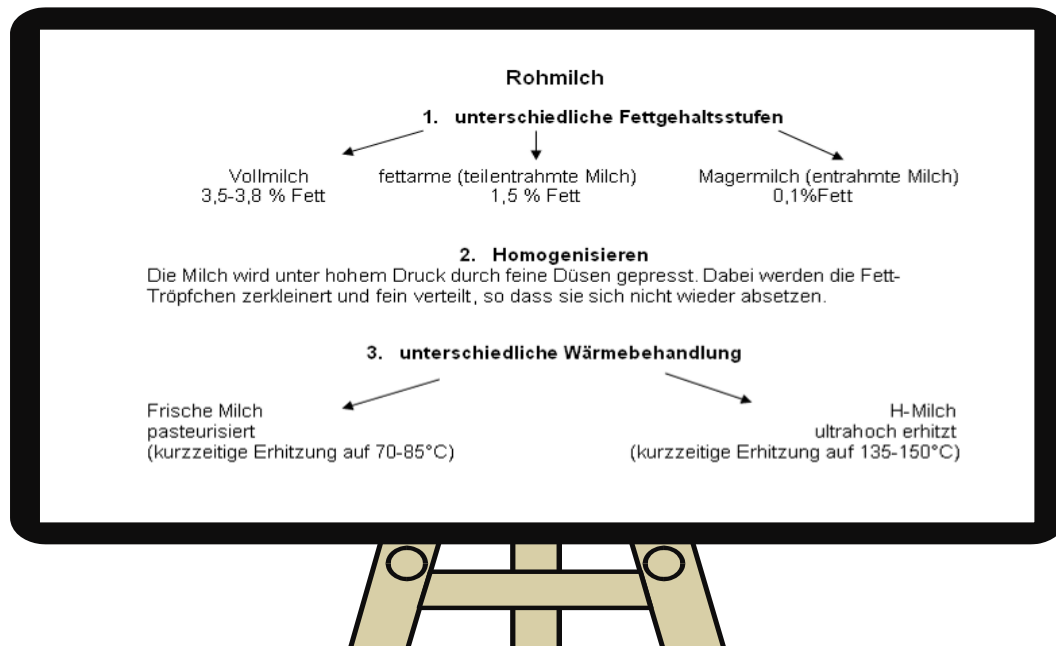 Rohmilch
1. unterschiedliche Fettgehaltsstufen
Vollmilch
3,5-3,8 % Fett
fettarme (teilentrahmte Milch)
1,5 % Fett
Magermilch (entrahmte Milch)
0,1%Fett
2. Homogenisieren
Die Milch wird unter hohem Druck durch feine Düsen gepresst. Dabei werden die Fett-
Tröpfchen zerkleinert und fein verteilt, so dass sie sich nicht wieder absetzen.
3. unterschiedliche Wärmebehandlung
Frische Milch
pasteurisiert
(kurzzeitige Erhitzung auf 70-85°C)
H-Milch
ultrahoch erhitzt
(kurzzeitige Erhitzung auf 135-150°C)